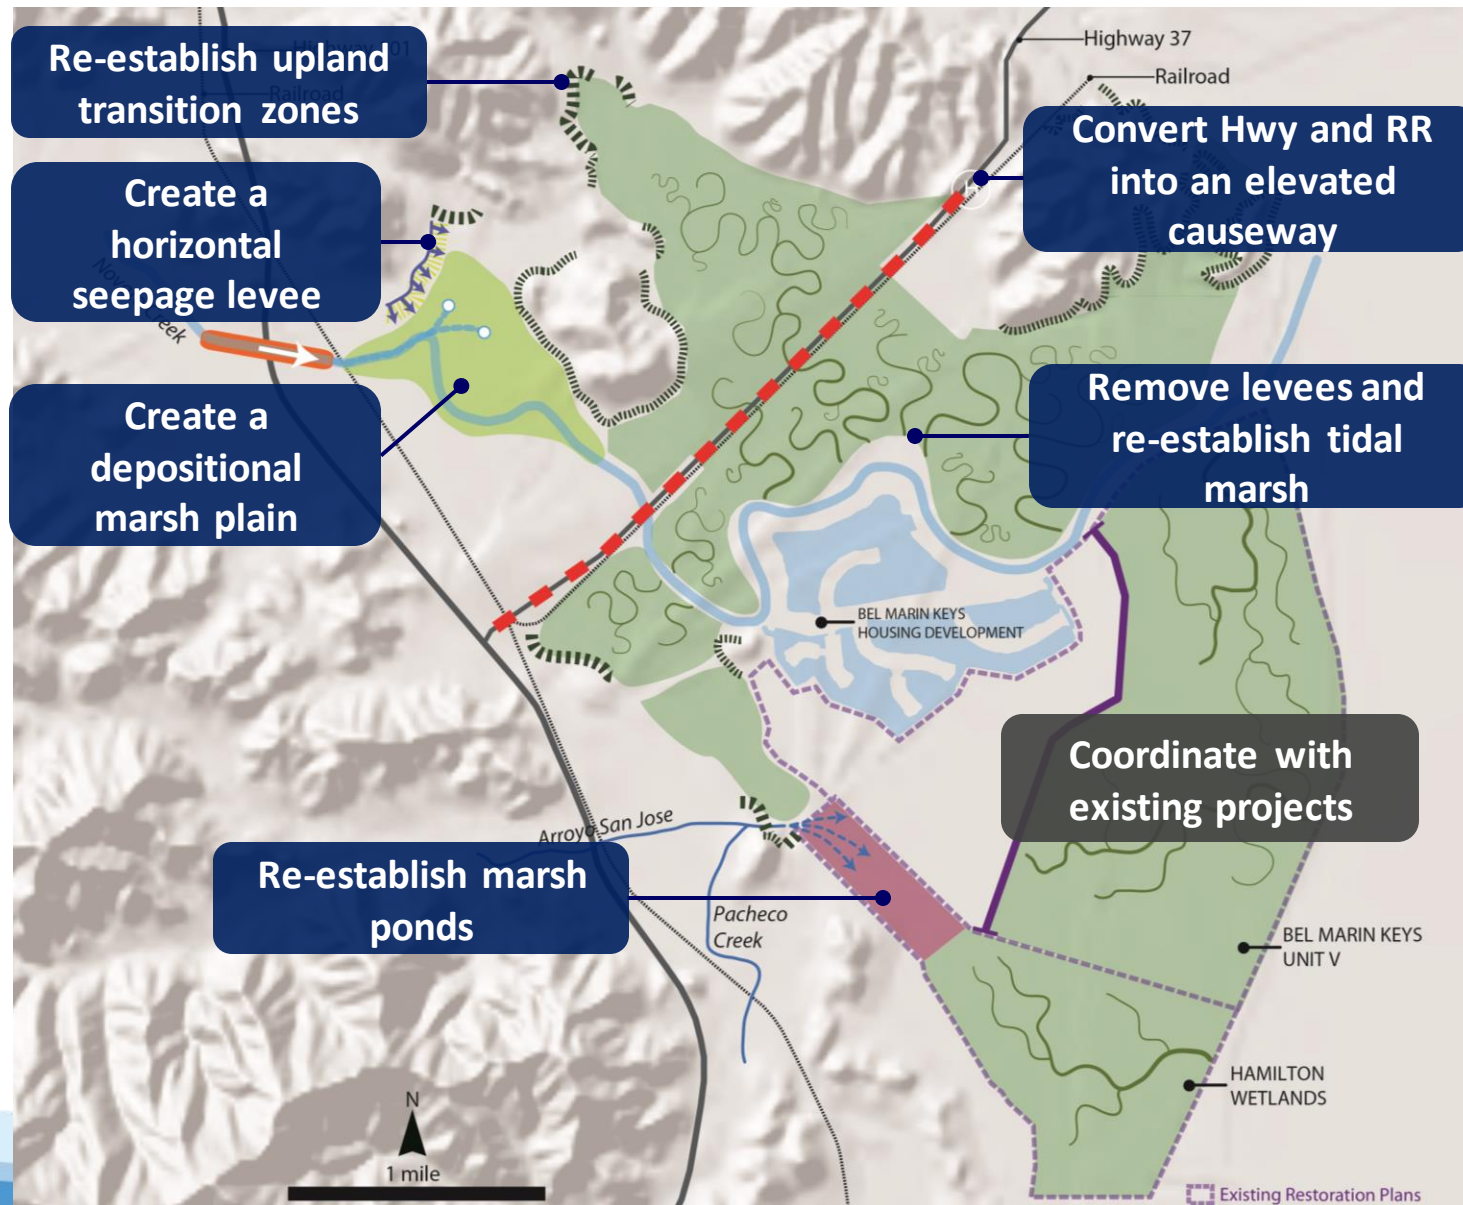 Highway 37
Railroad
Re-establish upland
transition zones
Convert Hwy and RR
into an elevated
causeway
Create a
horizontal
seepage levee
Creek
Create a
depositional
marsh plain
Remove levees and
re-establish tidal
marsh
BEL MARIN KEYS
HOUSING DEVELOPMENT
Coordinate with
existing projects
Arroyo San Jose
Re-establish marsh
ponds
Pacheco
Creek
BEL MARIN KEYS
UNIT V
HAMILTON
WETLANDS
N
1 mile
Existing Restoration Plans